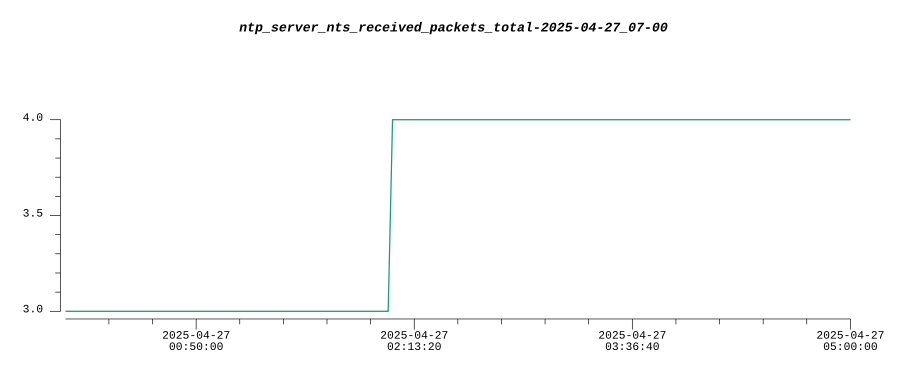 ntp_server_nts_received_packets_total-2025-04-27_07-00
4.0
3.5
3.0
2025-04-27 2025-04-27 2025-04-27 2025-04-27
00:50:00 02:13:20 03:36:40 05:00:00